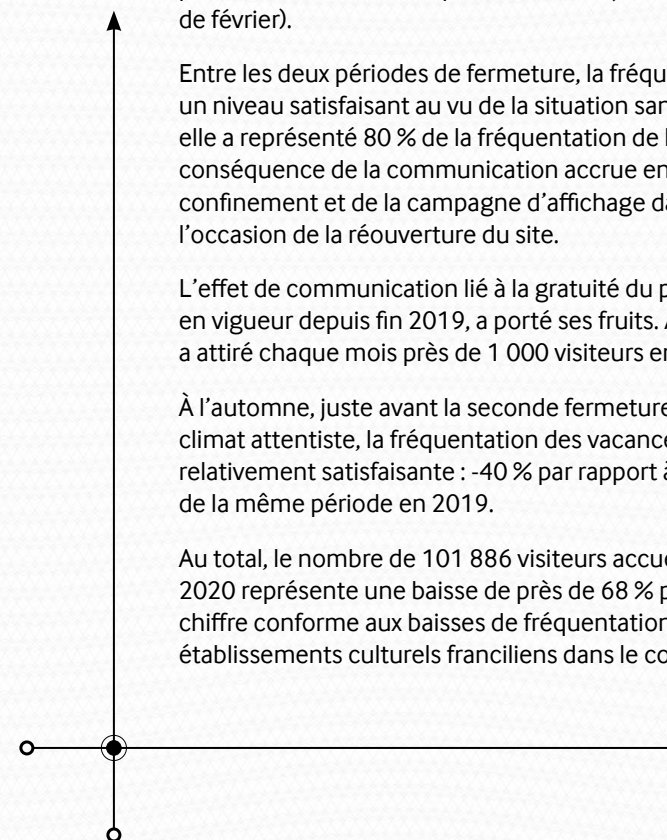 de février).
Entre les deux périodes de fermeture, la fréqu
un niveau satisfaisant au vu de la situation san
elle a représenté 80 % de la fréquentation de l
conséquence de la communication accrue en
confinement et de la campagne d'affichage da
l'occasion de la réouverture du site.
L'effet de communication lié à la gratuité du p
en vigueur depuis fin 2019, a porté ses fruits. A
a attiré chaque mois près de 1 000 visiteurs en
À l'automne, juste avant la seconde fermeture
climat attentiste, la fréquentation des vacance
relativement satisfaisante : -40 % par rapport à
de la même période en 2019.
Au total, le nombre de 101 886 visiteurs accue
2020 représente une baisse de près de 68 % p
chiffre conforme aux baisses de fréquentation
établissements culturels franciliens dans le co